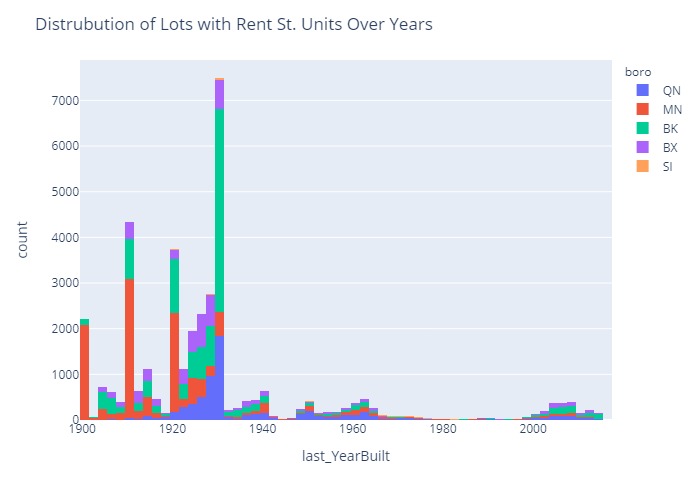 Distrubution of Lots with Rent St. Units Over Years
boro
QN
MN
BK
BX
SI
7000
6000
5000
4000
3000
2000
1000
0
count
1900 1920 1940 1960 1980 2000
last_YearBuilt